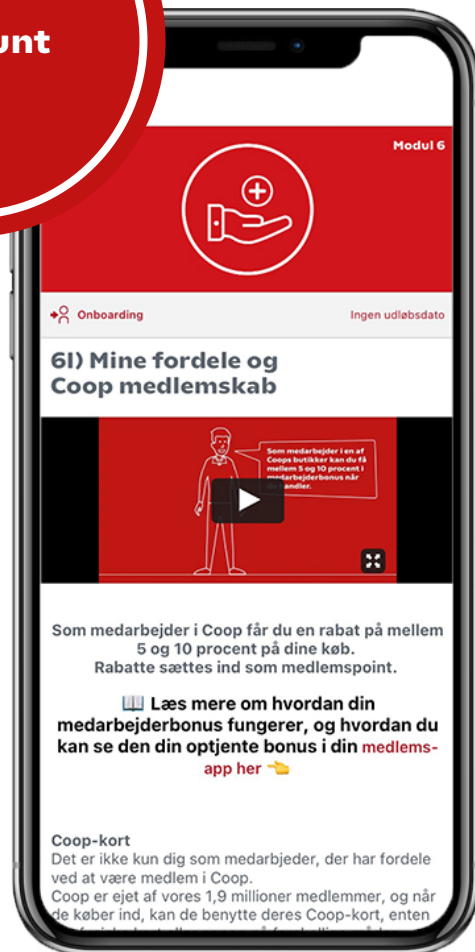 unt
Modul 6
Onboarding
Ingen udløbsdato
6l) Mine fordele og
Coop medlemskab
Som medarbejder i en af
Coops butikker kan du få
mellem 5 og 10 procent i
medarbejderbonus når
handler.
Som medarbejder i Coop får du en rabat på mellem
5 og 10 procent på dine køb.
Rabatte sættes ind som medlemspoint.
📖 Læs mere om hvordan din
medarbejderbonus fungerer, og hvordan du
kan se den din optjente bonus i din medlems-
app her 👈
Coop-kort
Det er ikke kun dig som medarbjeder, der har fordele
ved at være medlem i Coop.
Coop er ejet af vores 1,9 millioner medlemmer, og når
de køber ind, kan de benytte deres Coop-kort, enten